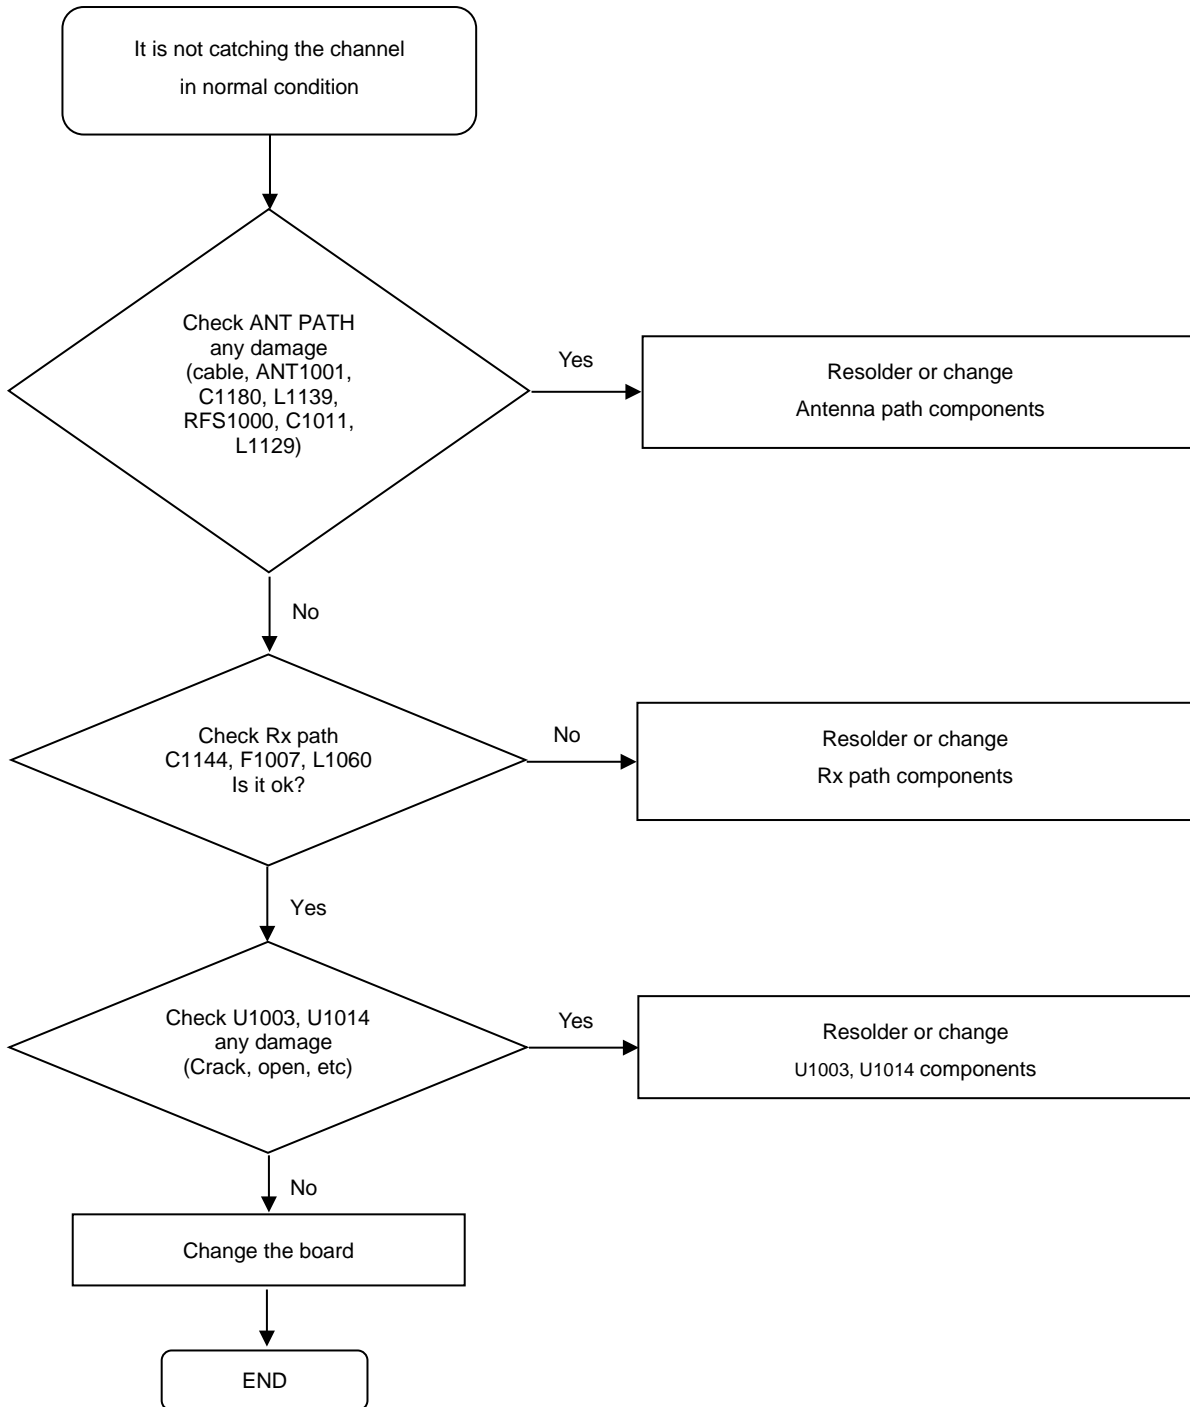 It is not catching the channel
in normal condition
Check ANT PATH
any damage
(cable, ANT1001,
C1180, L1139,
RFS1000, C1011,
L1129)
Yes
Resolder or change
Antenna path components
No
Check Rx path
C1144, F1007, L1060
Is it ok?
No
Resolder or change
Rx path components
Yes
Check U1003, U1014
any damage
(Crack, open, etc)
Yes
Resolder or change
U1003, U1014 components
No
Change the board
END